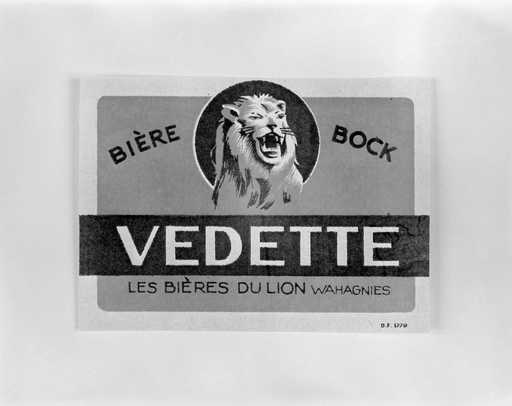 BIÈRE BOCK
VEDETTE
LES BIÈRES DU LION WAHAGNIES